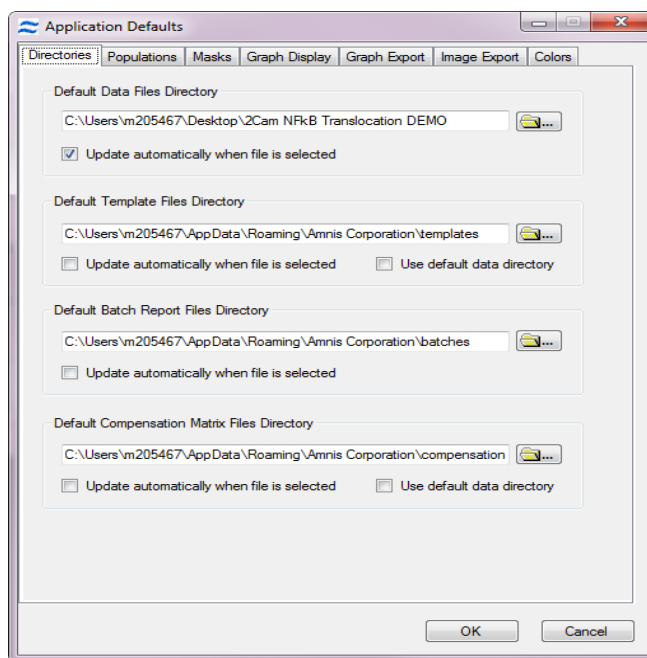 Application Defaults
Directories Populations Masks Graph Display Graph Export Image Export Colors
Default Data Files Directory
C:\Users\m205467\Desktop\2Cam NFkB Translocation DEMO
...
Update automatically when file is selected
Default Template Files Directory
C:\Users\m205467\AppData\Roaming\Amnis Corporation\templates
...
Update automatically when file is selected Use default data directory
Default Batch Report Files Directory
C:\Users\m205467\AppData\Roaming\Amnis Corporation\batches
...
Update automatically when file is selected
Default Compensation Matrix Files Directory
C:\Users\m205467\AppData\Roaming\Amnis Corporation\compensation
...
Update automatically when file is selected Use default data directory
OK Cancel